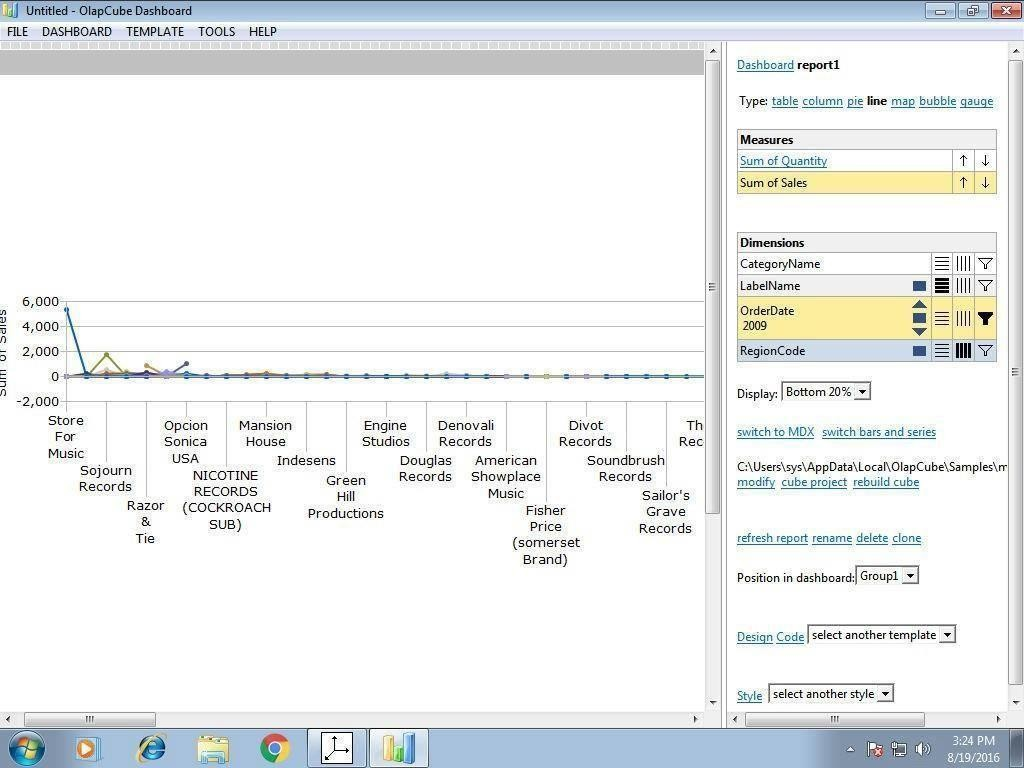 Untitled - OlapCube Dashboard
FILE DASHBOARD TEMPLATE TOOLS HELP
Sum of Sales
6,000
4,000
2,000
0
-2,000
Store
For
Music
Sojourn
Records
Razor
&
Tie
Opcion
Sonica
USA
NICOTINE
RECORDS
(COCKROACH
SUB)
Mansion
House
Indesens
Green
Hill
Productions
Engine
Studios
Douglas
Records
Denovali
Records
American
Showplace
Music
Fisher
Price
(somerset
Brand)
Divot
Records
Soundbrush
Records
Sailor's
Grave
Records
Dashboard report1
Type: table column pie line map bubble gauge
Measures
Sum of Quantity
Sum of Sales
Dimensions
CategoryName
LabelName
OrderDate
2009
RegionCode
Display: Bottom 20%
switch to MDX switch bars and series
C:\Users\sys\AppData\Local\OlapCube\Samples\m
modify cube project rebuild cube
refresh report rename delete clone
Position in dashboard: Group1
Design Code select another template
Style select another style
3:24 PM
8/19/2016